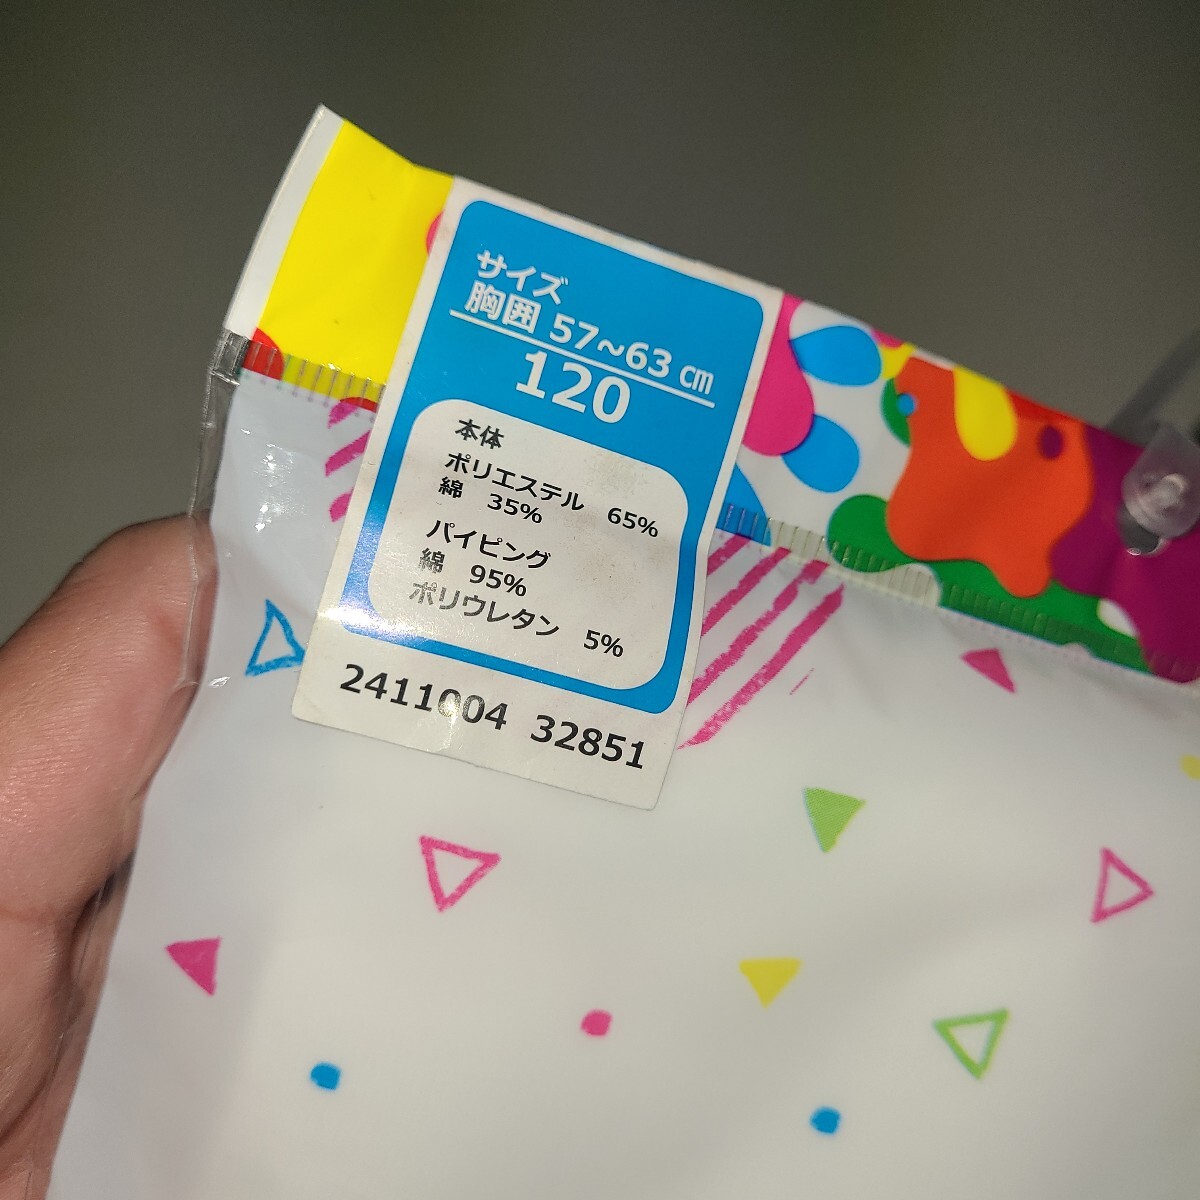 サイズ
胸囲 57~63 ㎝
120
本体
ポリエステル 65%
綿 35%
パイピング
綿 95%
ポリウレタン 5%
2411004 32851